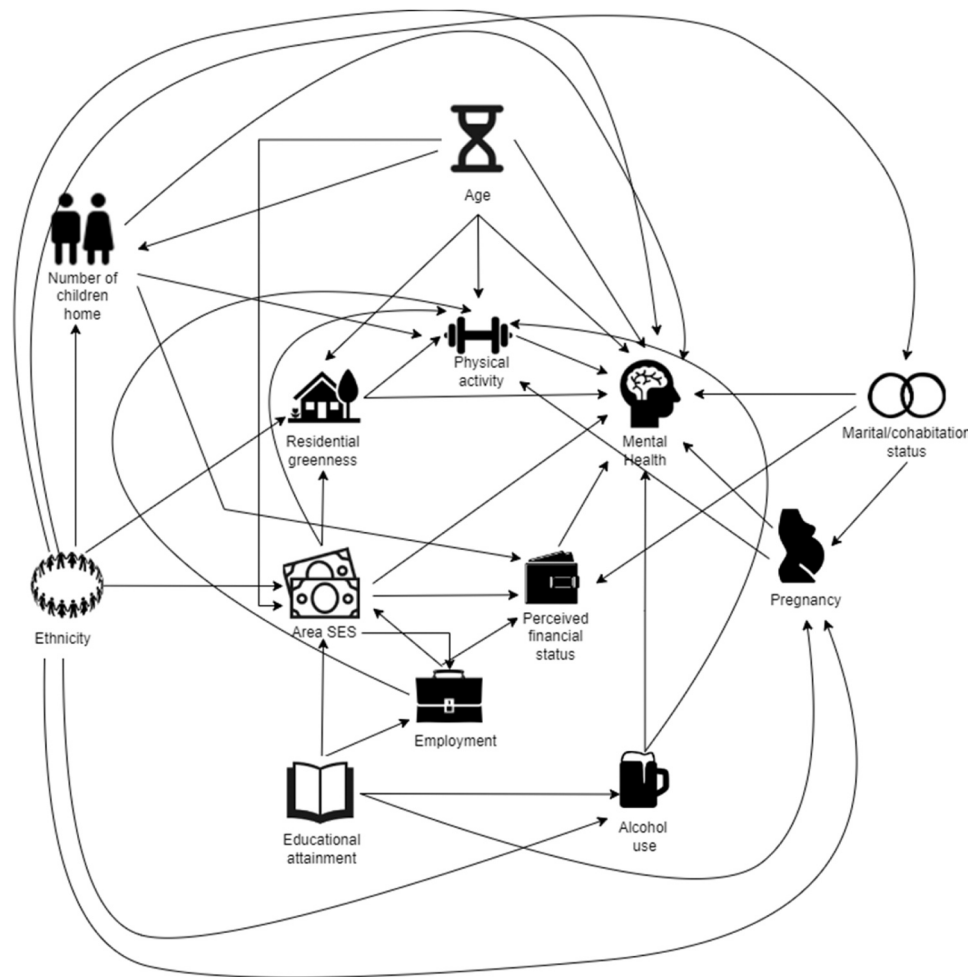 Age
Number of
children
home
Physical
activity
Residential
greenness
Mental
Health
Marital/cohabitation
status
Ethnicity
Area SES
Perceived
financial
status
Pregnancy
Employment
Educational
attainment
Alcohol
use